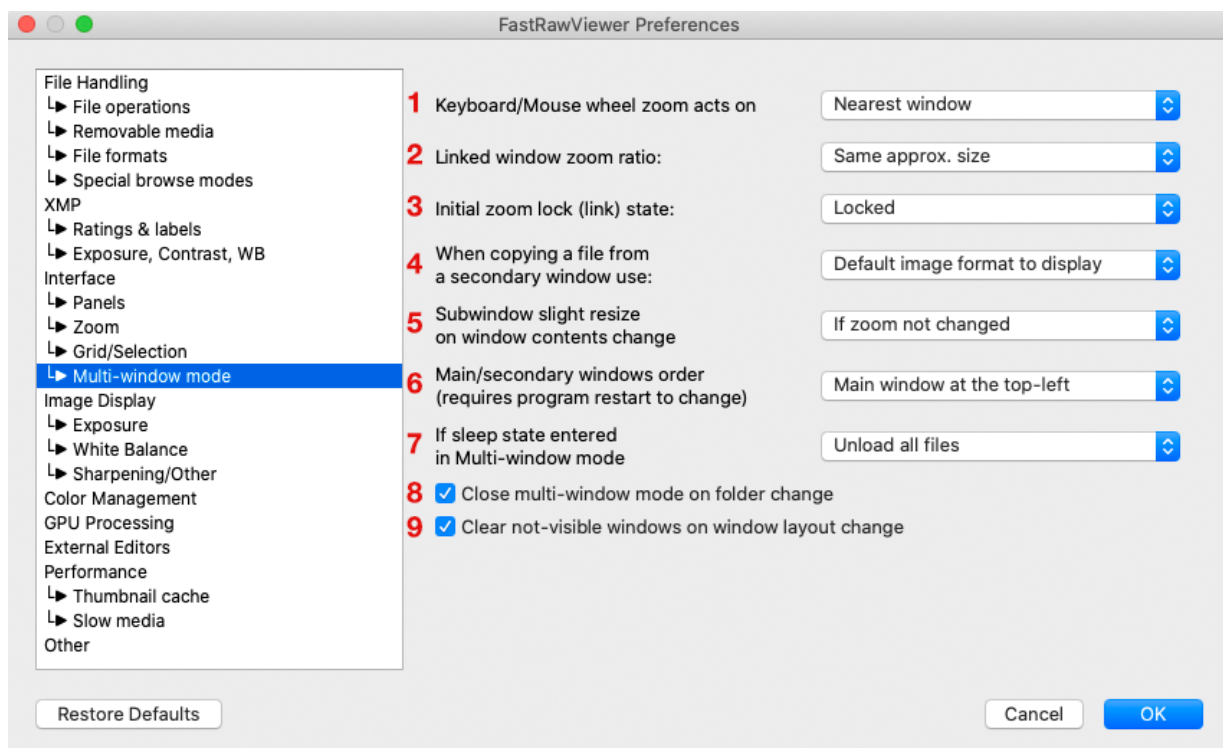 FastRawViewer Preferences
File Handling
File operations
Removable media
File formats
Special browse modes
XMP
Ratings & labels
Exposure, Contrast, WB
Interface
Panels
Zoom
Grid/Selection
Multi-window mode
Image Display
Exposure
White Balance
Sharpening/Other
Color Management
GPU Processing
External Editors
Performance
Thumbnail cache
Slow media
Other
1 Keyboard/Mouse wheel zoom acts on Nearest window
2 Linked window zoom ratio: Same approx. size
3 Initial zoom lock (link) state: Locked
4 When copying a file from
a secondary window use: Default image format to display
5 Subwindow slight resize
on window contents change If zoom not changed
6 Main/secondary windows order
(requires program restart to change) Main window at the top-left
7 If sleep state entered
in Multi-window mode Unload all files
8 Close multi-window mode on folder change
9 Clear not-visible windows on window layout change
Restore Defaults Cancel OK